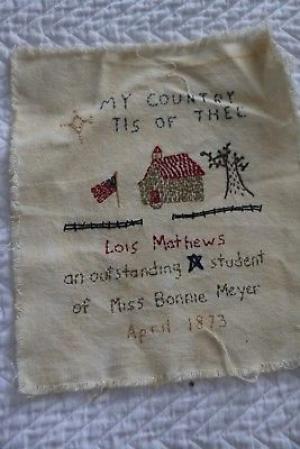 MY COUNTRY
TIS OF THEE
Lois Mathews
an outstanding student
of Miss Bonnie Meyer
April 1873